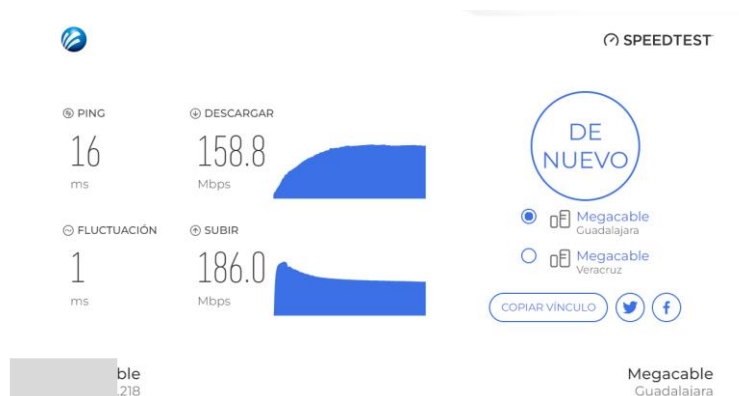 SPEEDTEST
PING
16
ms
DESCARGAR
158.8
Mbps
FLUCTUACIÓN
1
ms
SUBIR
186.0
Mbps
DE
NUEVO
Megacable
Guadalajara
Megacable
Veracruz
COPIAR VÍNCULO
ble
.218
Megacable
Guadalajara